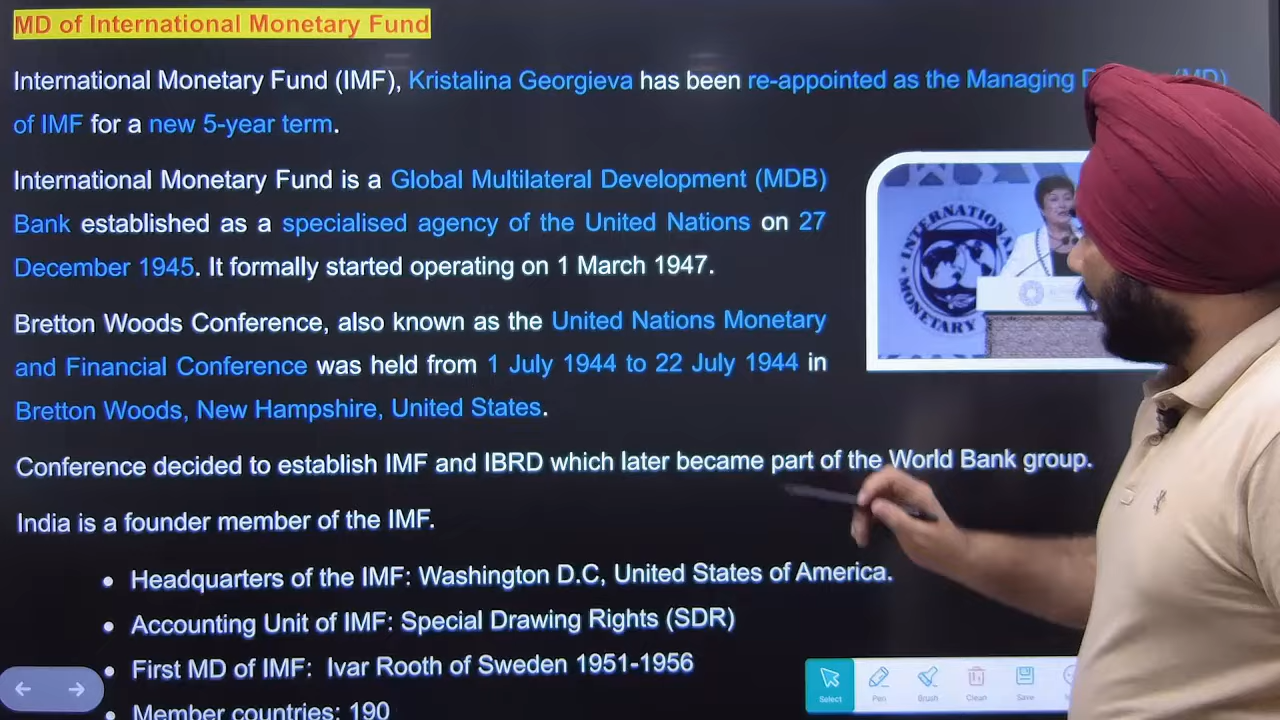 MD of International Monetary Fund
International Monetary Fund (IMF), Kristalina Georgieva has been re-appointed as the Managing (MD)
of IMF for a new 5-year term.
International Monetary Fund is a Global Multilateral Development (MDB)
Bank established as a specialised agency of the United Nations on 27
December 1945. It formally started operating on 1 March 1947.
INTERNATIONAL
MONETARY
Bretton Woods Conference, also known as the United Nations Monetary
and Financial Conference was held from 1 July 1944 to 22 July 1944 in
Bretton Woods, New Hampshire, United States.
Conference decided to establish IMF and IBRD which later became part of the World Bank group.
India is a founder member of the IMF.
• Headquarters of the IMF: Washington D.C, United States of America.
• Accounting Unit of IMF: Special Drawing Rights (SDR)
• First MD of IMF: Ivar Rooth of Sweden 1951-1956
• Member countries: 190
Select Pen Brush Clean Save